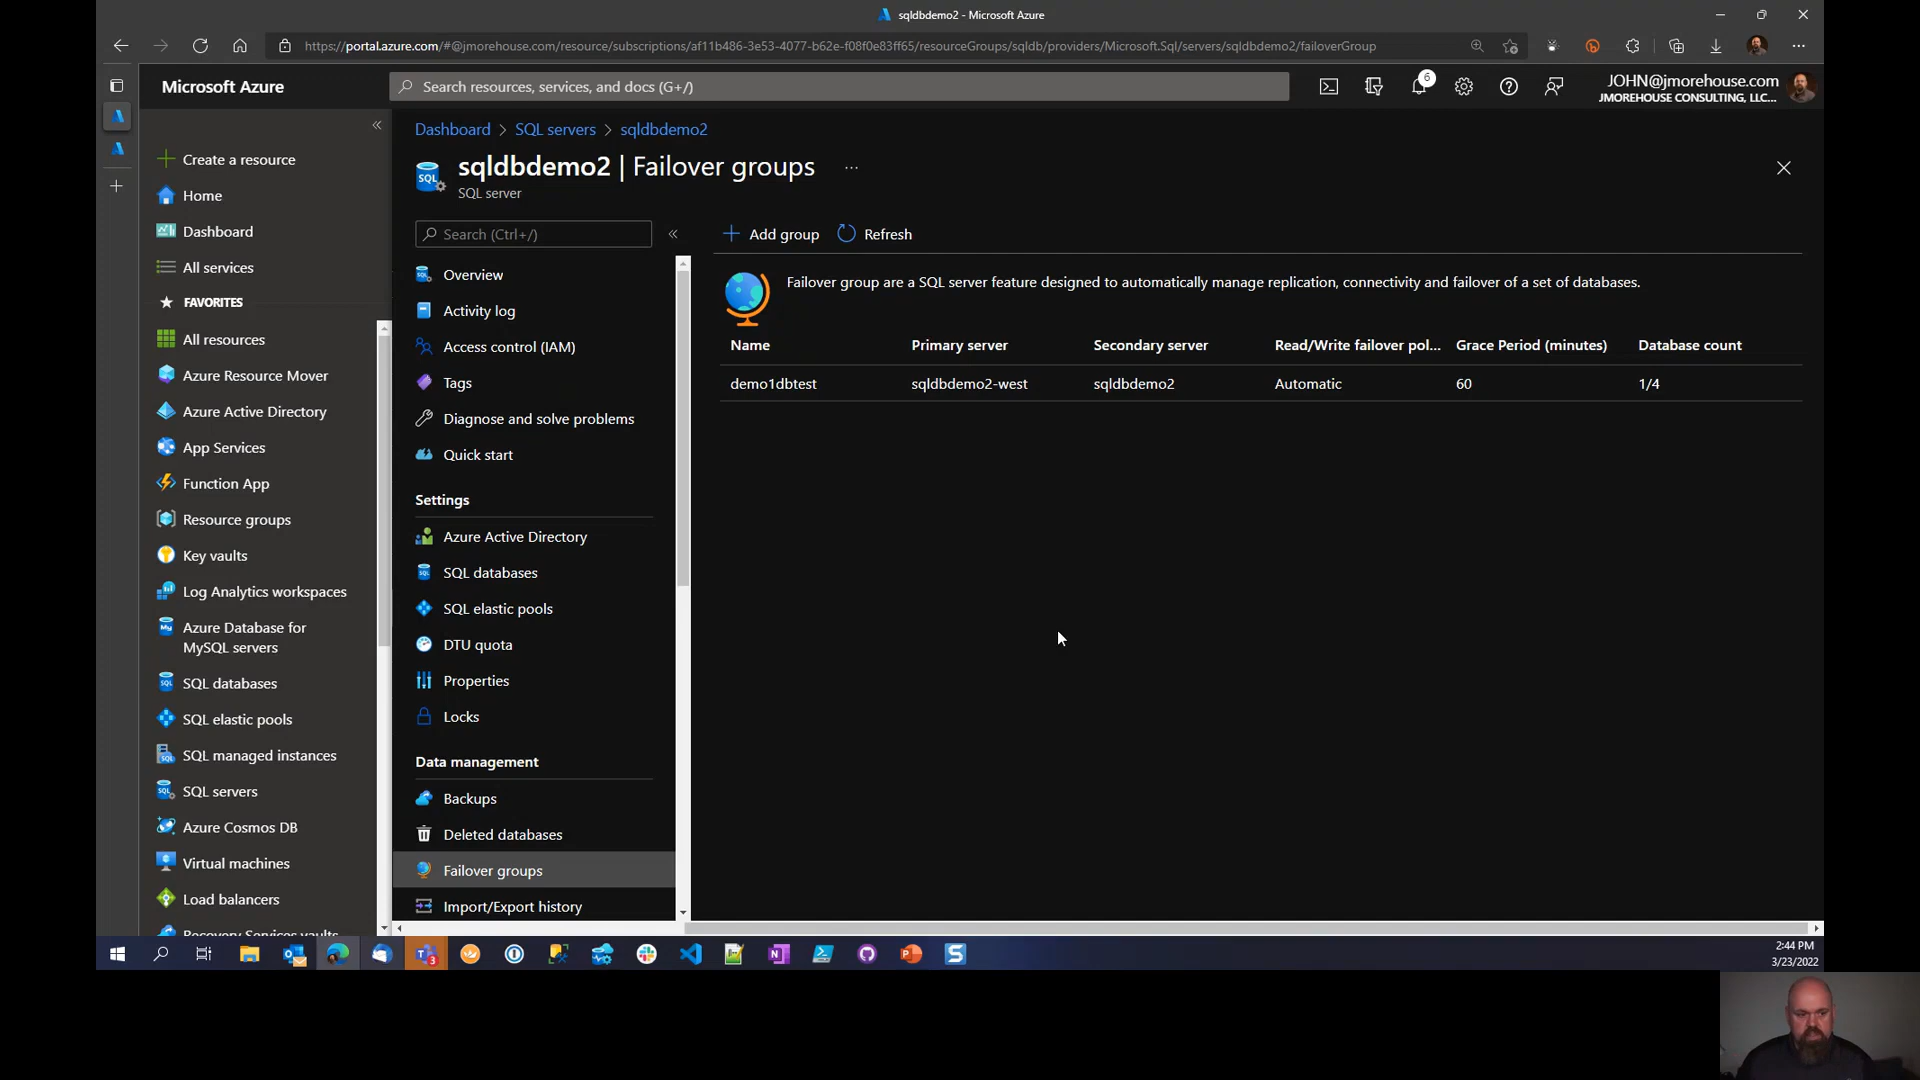 sqldbdemo2 - Microsoft Azure
https://portal.azure.com/#@jmorehouse.com/resource/subscriptions/af11b486-3e53-4077-b62e-f08f0e83ff65/resourceGroups/sqldb/providers/Microsoft.Sql/servers/sqldbdemo2/failoverGroup
Microsoft Azure
Search resources, services, and docs (G+/)
6
JOHN@jmorehouse.com
JMOREHOUSE CONSULTING, LLC...
Create a resource
Home
Dashboard
All services
FAVORITES
All resources
Azure Resource Mover
Azure Active Directory
App Services
Function App
Resource groups
Key vaults
Log Analytics workspaces
Azure Database for
MySQL servers
SQL databases
SQL elastic pools
SQL managed instances
SQL servers
Azure Cosmos DB
Virtual machines
Load balancers
Recovery Services vaults
Dashboard > SQL servers > sqldbdemo2
sqldbdemo2 | Failover groups ...
SQL server
Search (Ctrl+/)
Overview
Activity log
Access control (IAM)
Tags
Diagnose and solve problems
Quick start
Settings
Azure Active Directory
SQL databases
SQL elastic pools
DTU quota
Properties
Locks
Data management
Backups
Deleted databases
Failover groups
Import/Export history
Add group
Refresh
Failover group are a SQL server feature designed to automatically manage replication, connectivity and failover of a set of databases.
Name Primary server Secondary server Read/Write failover pol... Grace Period (minutes) Database count
demo1dbtest sqldbdemo2-west sqldbdemo2 Automatic 60 1/4
2:44 PM
3/23/2022